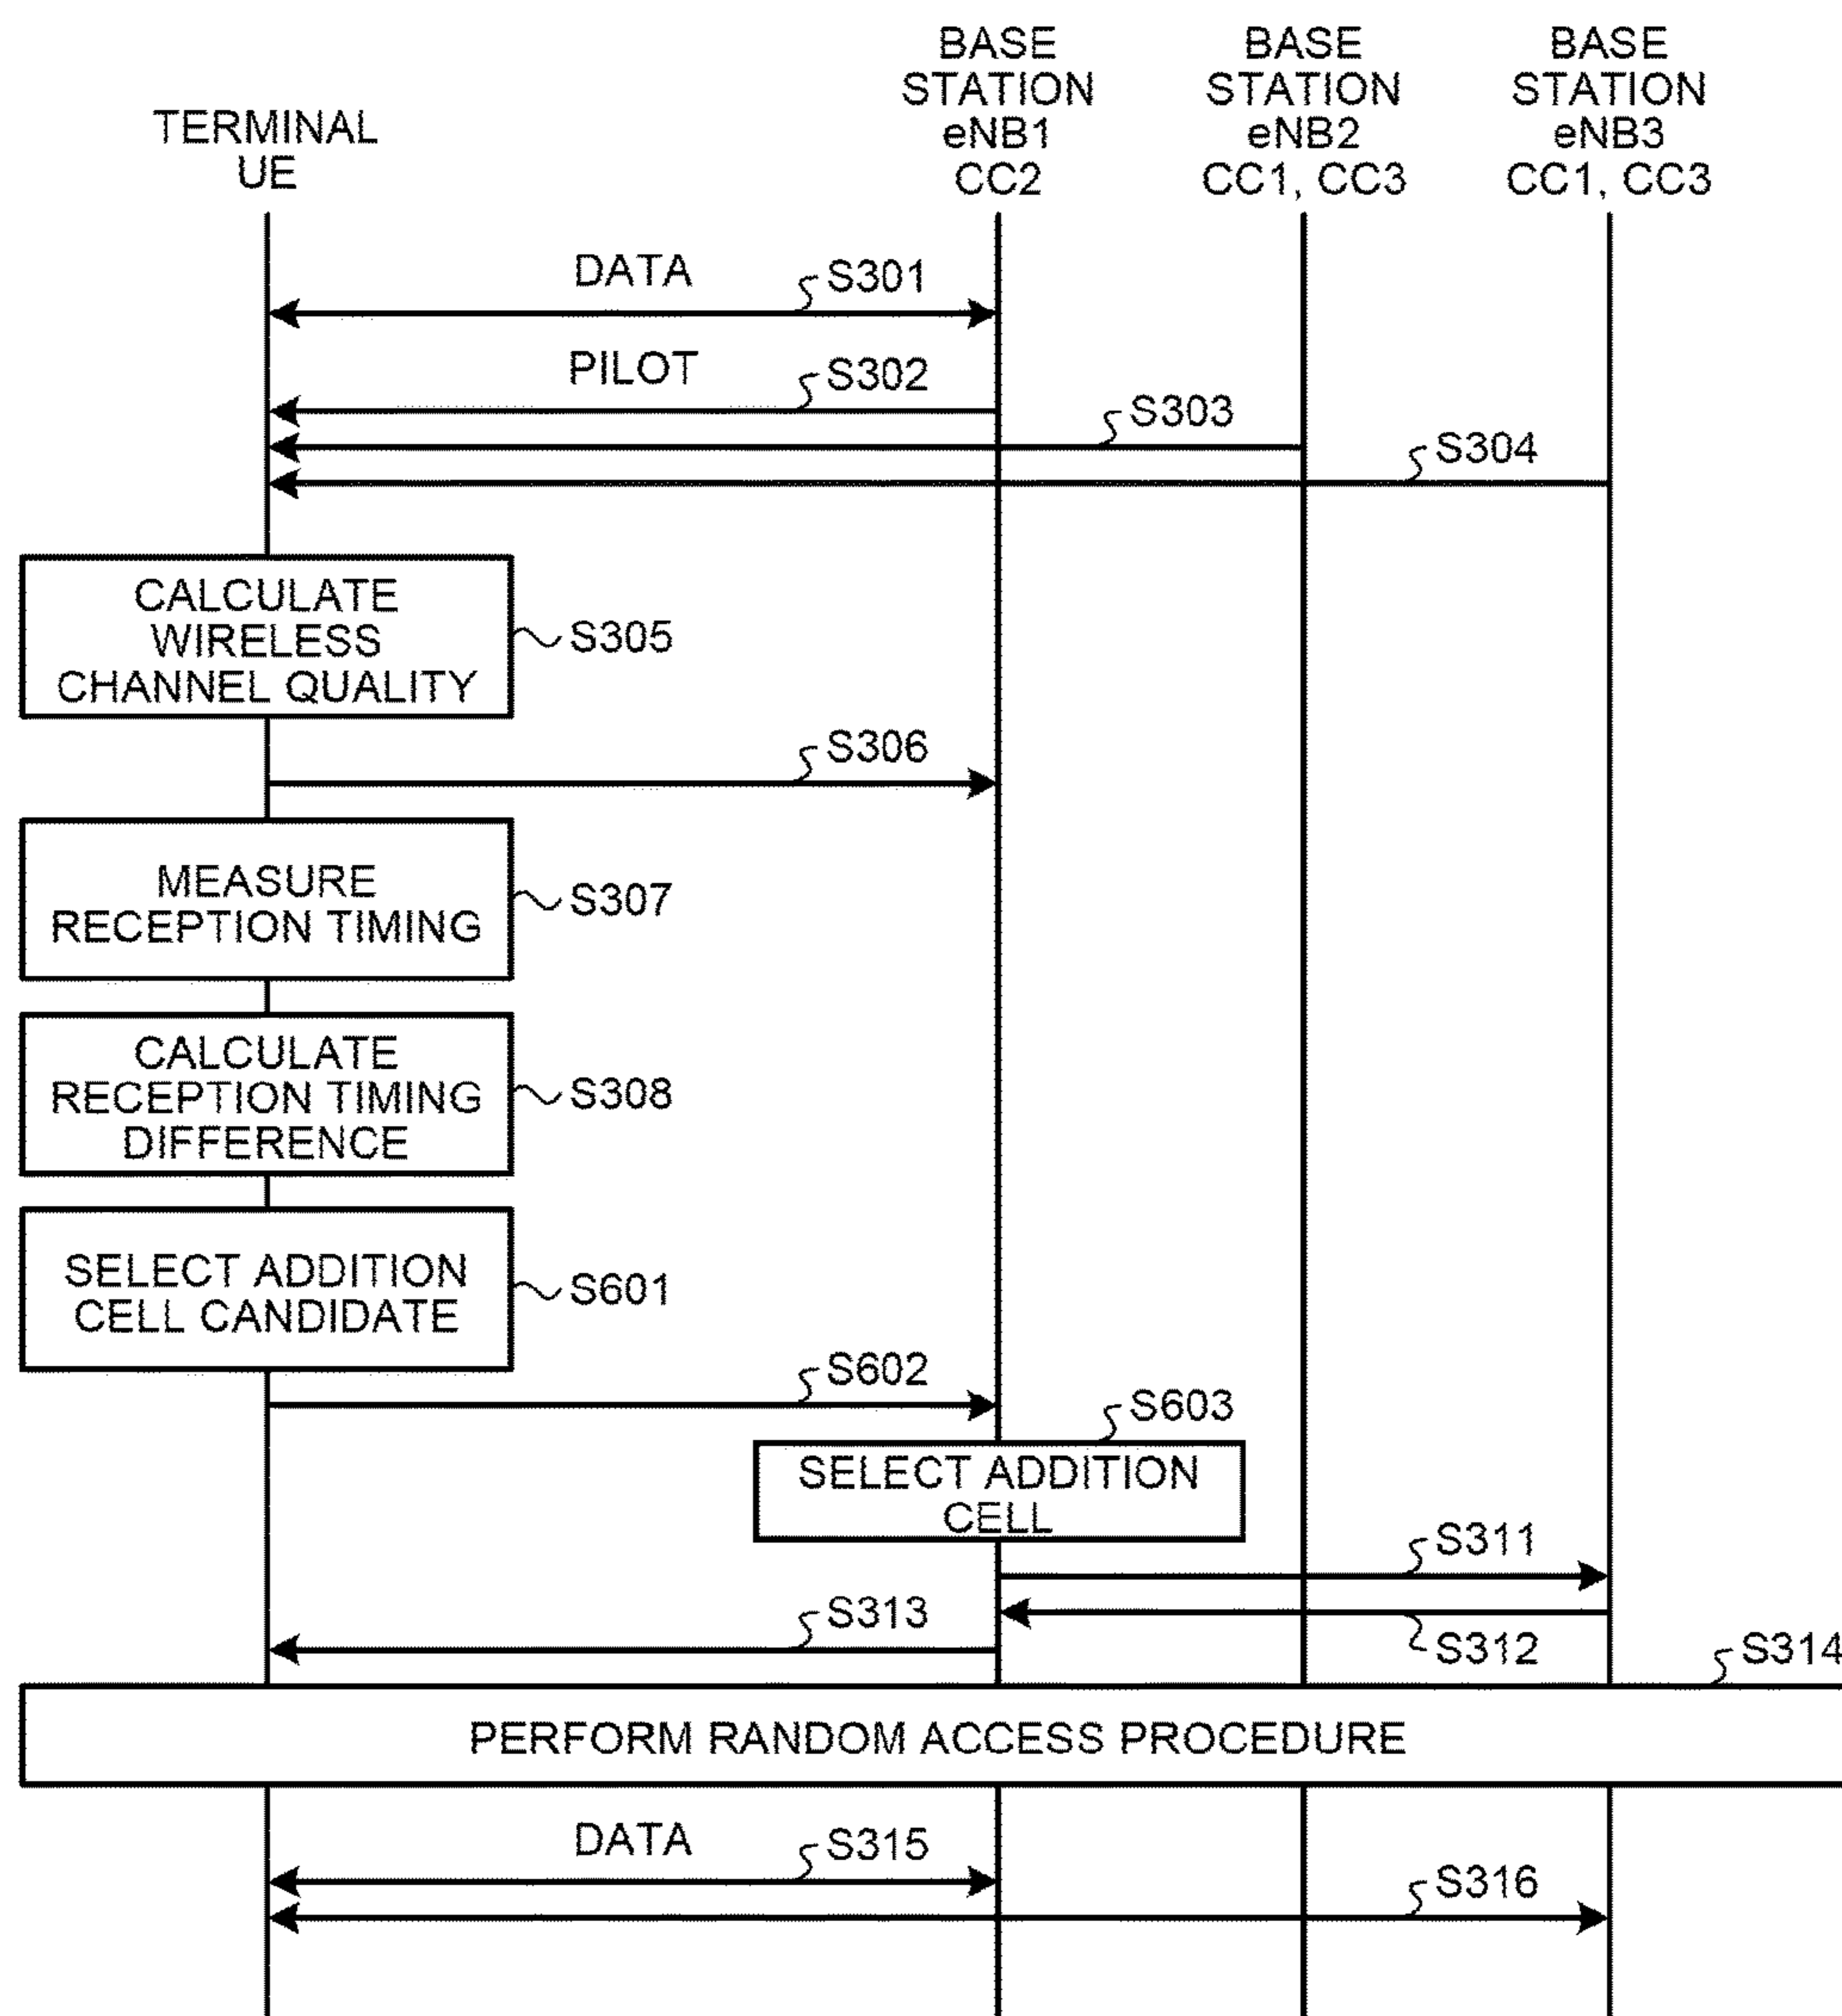 TERMINAL
UE
BASE
STATION
eNB1
CC2
BASE
STATION
eNB2
CC1, CC3
BASE
STATION
eNB3
CC1, CC3
DATA
S301
PILOT
S302
S303
S304
CALCULATE
WIRELESS
CHANNEL QUALITY
S305
S306
MEASURE
RECEPTION TIMING
S307
CALCULATE
RECEPTION TIMING
DIFFERENCE
S308
SELECT ADDITION
CELL CANDIDATE
S601
S602
S603
SELECT ADDITION
CELL
S311
S313
S312
S314
PERFORM RANDOM ACCESS PROCEDURE
DATA
S315
S316